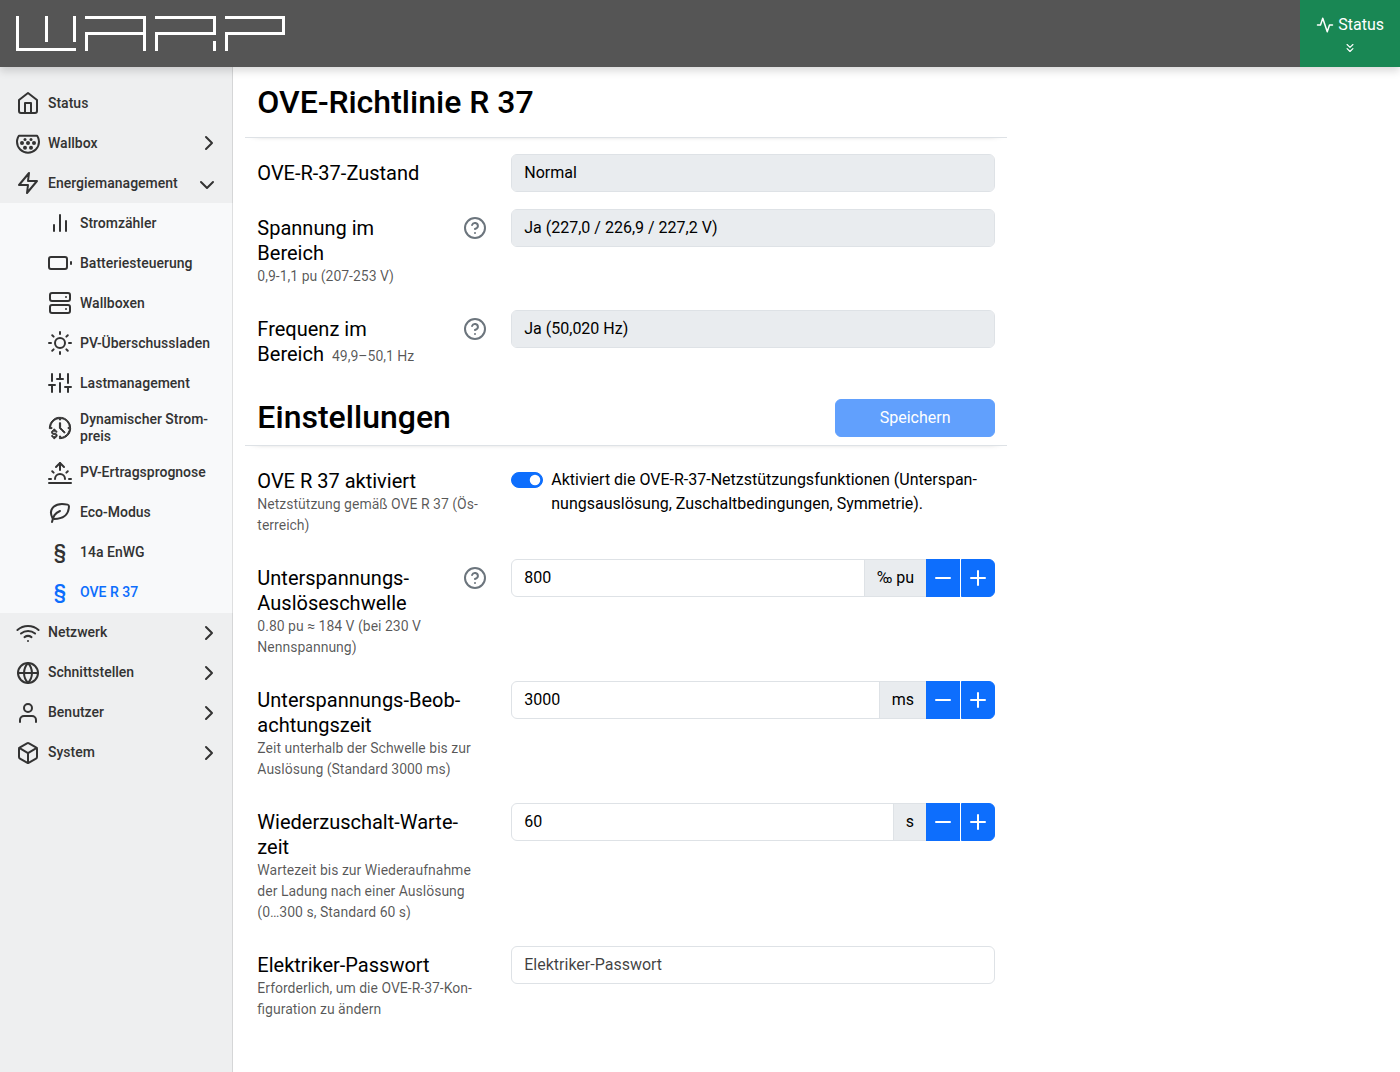 WARP
Status
Status
Wallbox
Energiemanagement
Stromzähler
Batteriesteuerung
Wallboxen
PV-Überschussladen
Lastmanagement
Dynamischer Strom-
preis
PV-Ertragsprognose
Eco-Modus
§ 14a EnWG
§ OVE R 37
Netzwerk
Schnittstellen
Benutzer
System
OVE-Richtlinie R 37
OVE-R-37-Zustand
Normal
Spannung im
Bereich
0,9-1,1 pu (207-253 V)
Ja (227,0 / 226,9 / 227,2 V)
Frequenz im
Bereich 49,9–50,1 Hz
Ja (50,020 Hz)
Einstellungen
Speichern
OVE R 37 aktiviert
Netzstützung gemäß OVE R 37 (Ös-
terreich)
Aktiviert die OVE-R-37-Netzstützungsfunktionen (Unterspan-
nungsauslösung, Zuschaltbedingungen, Symmetrie).
Unterspannungs-
Auslöseschwelle
0.80 pu ≈ 184 V (bei 230 V
Nennspannung)
800 ‰ pu
Unterspannungs-Beob-
achtungszeit
Zeit unterhalb der Schwelle bis zur
Auslösung (Standard 3000 ms)
3000 ms
Wiederzuschalt-Warte-
zeit
Wartezeit bis zur Wiederaufnahme
der Ladung nach einer Auslösung
(0…300 s, Standard 60 s)
60 s
Elektriker-Passwort
Erforderlich, um die OVE-R-37-Kon-
figuration zu ändern
Elektriker-Passwort